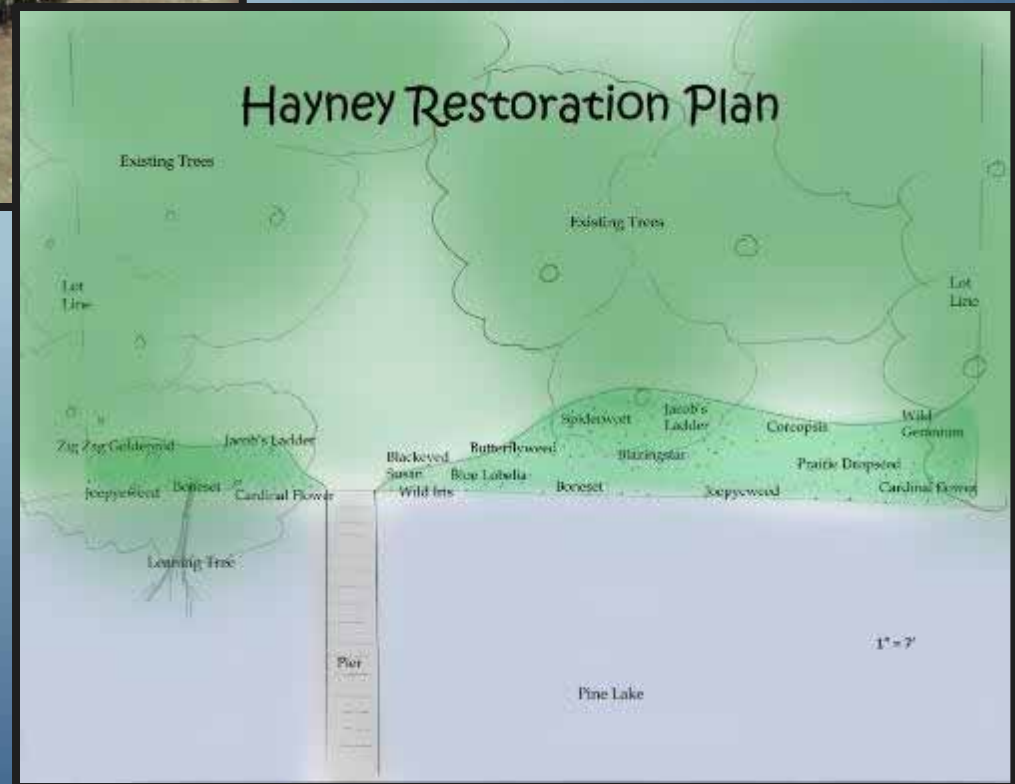 Hayney Restoration Plan
Existing Trees
Existing Trees
Lot
Line
Lot
Line
Spiderwort
Jacob's
Ladder
Coreopsis
Wild
Geranium
Zig Zag Goldenrod
Jacob's Ladder
Blackeyed
Susan
Butterflyweed
Blazingstar
Prairie Dropseed
Blue Lobelia
Joepyeweed
Boneset
Cardinal Flower
Wild Iris
Boneset
Joepyeweed
Cardinal flower
Leaning Tree
1" = 7'
Pier
Pine Lake